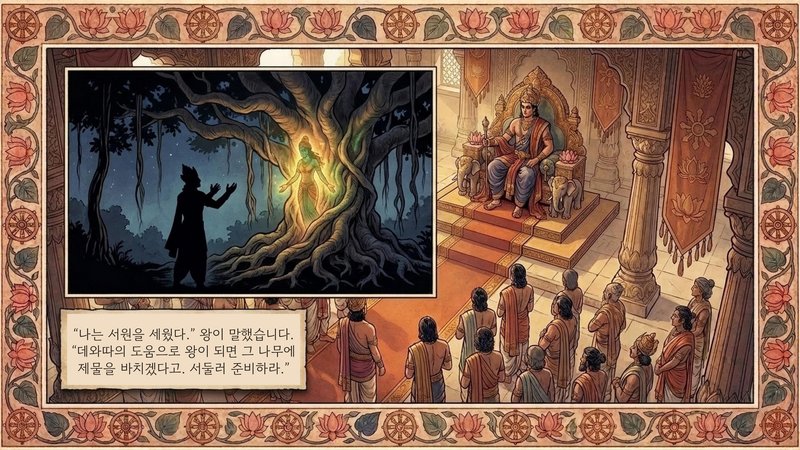 “나는 서원을 세웠다.” 왕이 말했습니다.
“데와따의 도움으로 왕이 되면 그 나무에
제물을 바치겠다고. 서둘러 준비하라.”